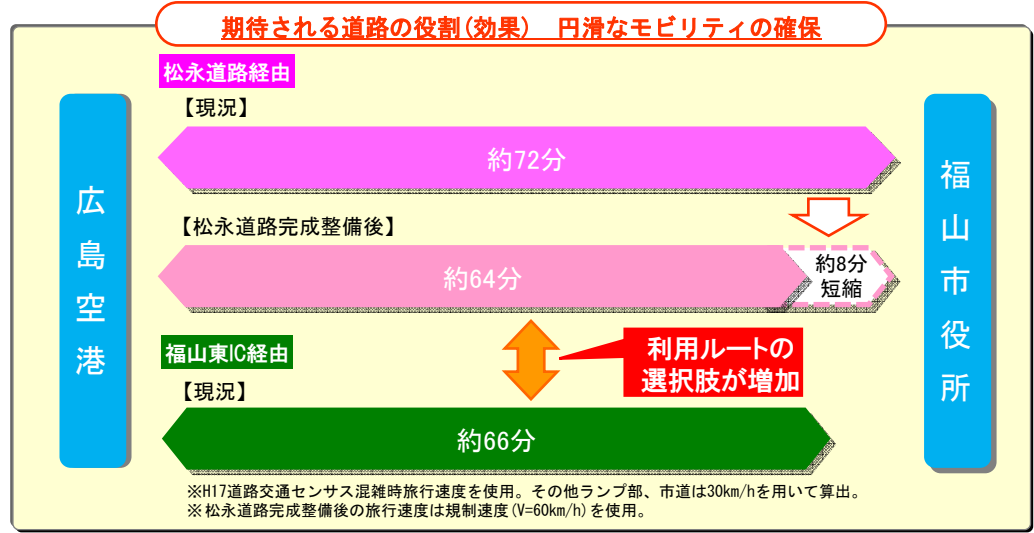 期待される道路の役割(効果)　円滑なモビリティの確保
松永道路経由
【現況】
約72分
広島空港
福山市役所
【松永道路完成整備後】
約64分
約8分
短縮
福山東IC経由
利用ルートの
選択肢が増加
【現況】
約66分
※H17道路交通センサス混雑時旅行速度を使用。その他ランプ部、市道は30km/hを用いて算出。
※松永道路完成整備後の旅行速度は規制速度(V=60km/h)を使用。